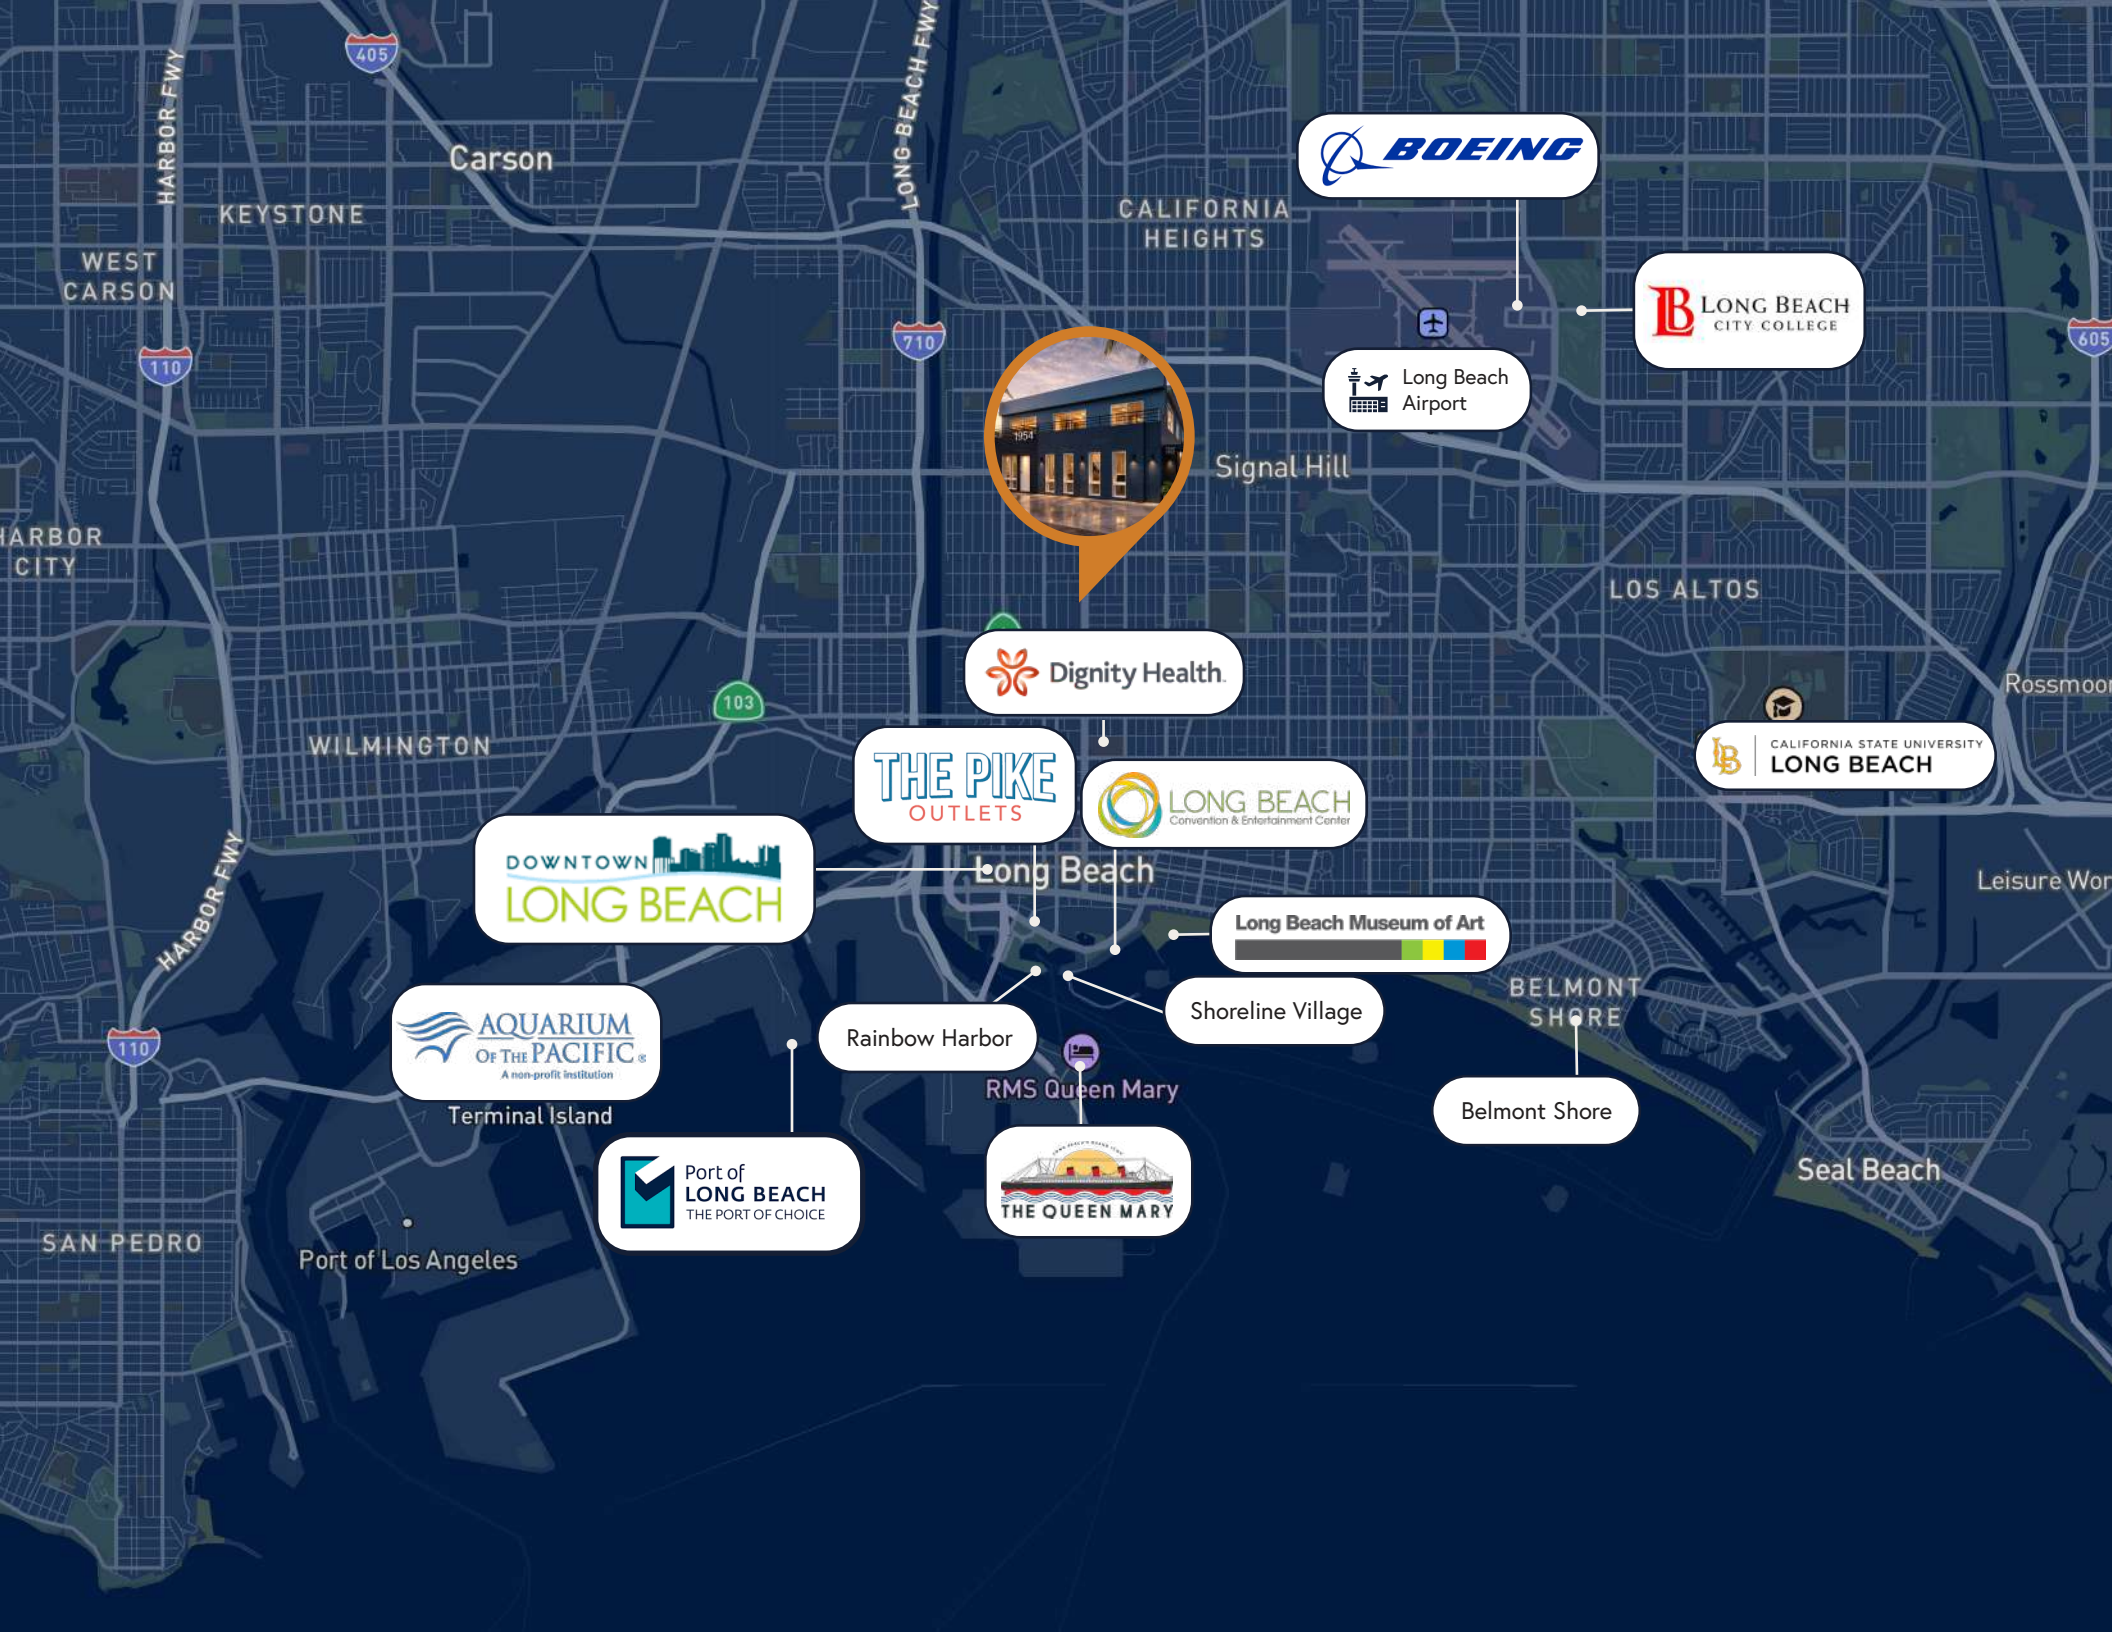 405
HARBOR FWY
LONG BEACH FWY
Carson
BOEING
KEYSTONE
CALIFORNIA
HEIGHTS
WEST
CARSON
LONG BEACH
CITY COLLEGE
710
605
110
Long Beach
Airport
1954
Signal Hill
HARBOR
CITY
LOS ALTOS
Dignity Health
Rossmoor
103
WILMINGTON
CALIFORNIA STATE UNIVERSITY
LONG BEACH
THE PIKE
OUTLETS
LONG BEACH
Convention & Entertainment Center
DOWNTOWN
LONG BEACH
Long Beach
Leisure Wor
HARBOR FWY
Long Beach Museum of Art
BELMONT
SHORE
AQUARIUM
OF THE PACIFIC ®
A non-profit institution
Rainbow Harbor
Shoreline Village
110
RMS Queen Mary
Terminal Island
Belmont Shore
Port of
LONG BEACH
THE PORT OF CHOICE
THE QUEEN MARY
Seal Beach
SAN PEDRO
Port of Los Angeles